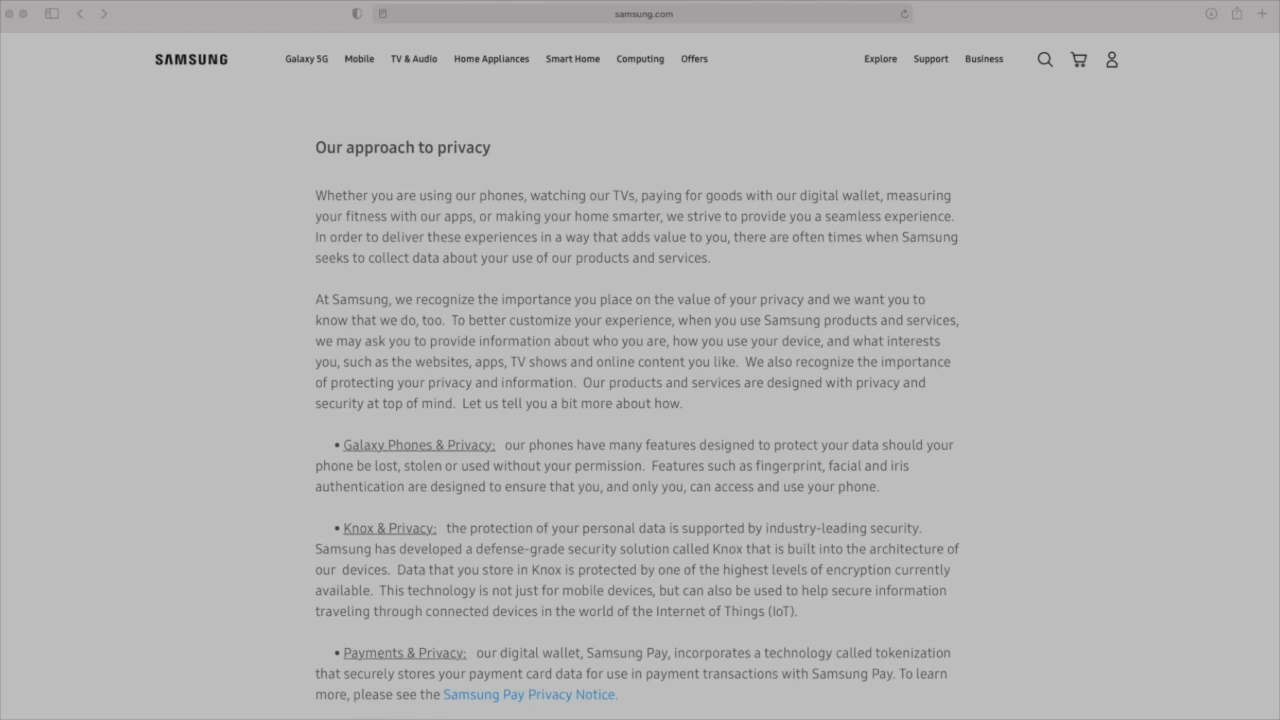 samsung.com
SAMSUNG Galaxy 5G Mobile TV & Audio Home Appliances Smart Home Computing Offers Explore Support Business
Our approach to privacy
Whether you are using our phones, watching our TVs, paying for goods with our digital wallet, measuring
your fitness with our apps, or making your home smarter, we strive to provide you a seamless experience.
In order to deliver these experiences in a way that adds value to you, there are often times when Samsung
seeks to collect data about your use of our products and services.
At Samsung, we recognize the importance you place on the value of your privacy and we want you to
know that we do, too. To better customize your experience, when you use Samsung products and services,
we may ask you to provide information about who you are, how you use your device, and what interests
you, such as the websites, apps, TV shows and online content you like. We also recognize the importance
of protecting your privacy and information. Our products and services are designed with privacy and
security at top of mind. Let us tell you a bit more about how.
• Galaxy Phones & Privacy: our phones have many features designed to protect your data should your
phone be lost, stolen or used without your permission. Features such as fingerprint, facial and iris
authentication are designed to ensure that you, and only you, can access and use your phone.
• Knox & Privacy: the protection of your personal data is supported by industry-leading security.
Samsung has developed a defense-grade security solution called Knox that is built into the architecture of
our devices. Data that you store in Knox is protected by one of the highest levels of encryption currently
available. This technology is not just for mobile devices, but can also be used to help secure information
traveling through connected devices in the world of the Internet of Things (IoT).
• Payments & Privacy: our digital wallet, Samsung Pay, incorporates a technology called tokenization
that securely stores your payment card data for use in payment transactions with Samsung Pay. To learn
more, please see the Samsung Pay Privacy Notice.